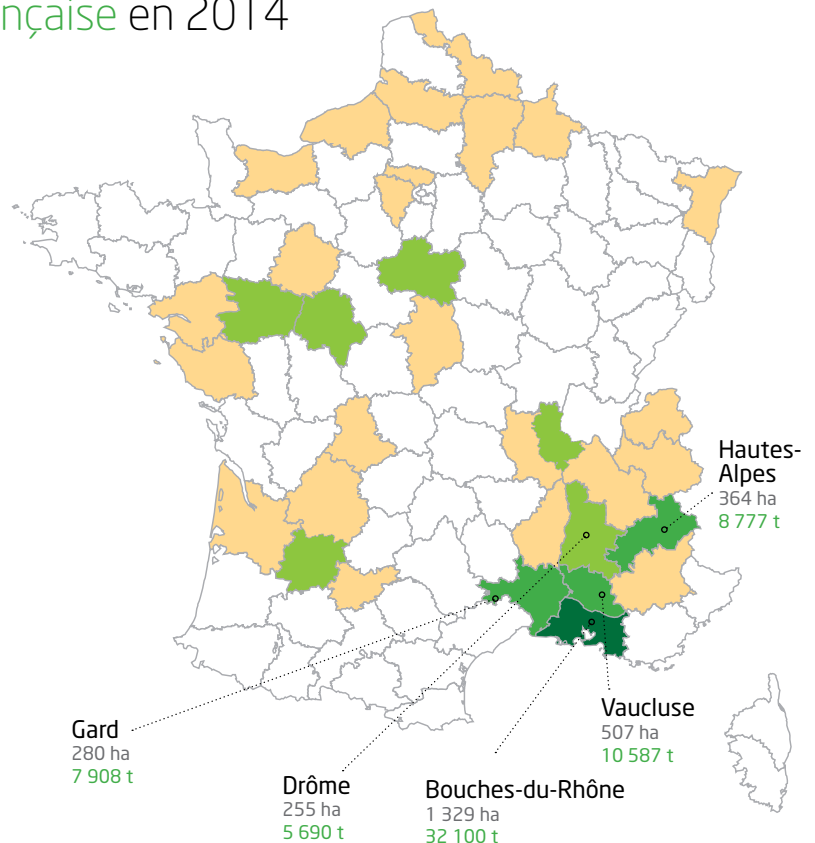 nçaise en 2014
Hautes-
Alpes
364 ha
8 777 t
Gard
280 ha
7 908 t
Drôme
255 ha
5 690 t
Bouches-du-Rhône
1 329 ha
32 100 t
Vaucluse
507 ha
10 587 t